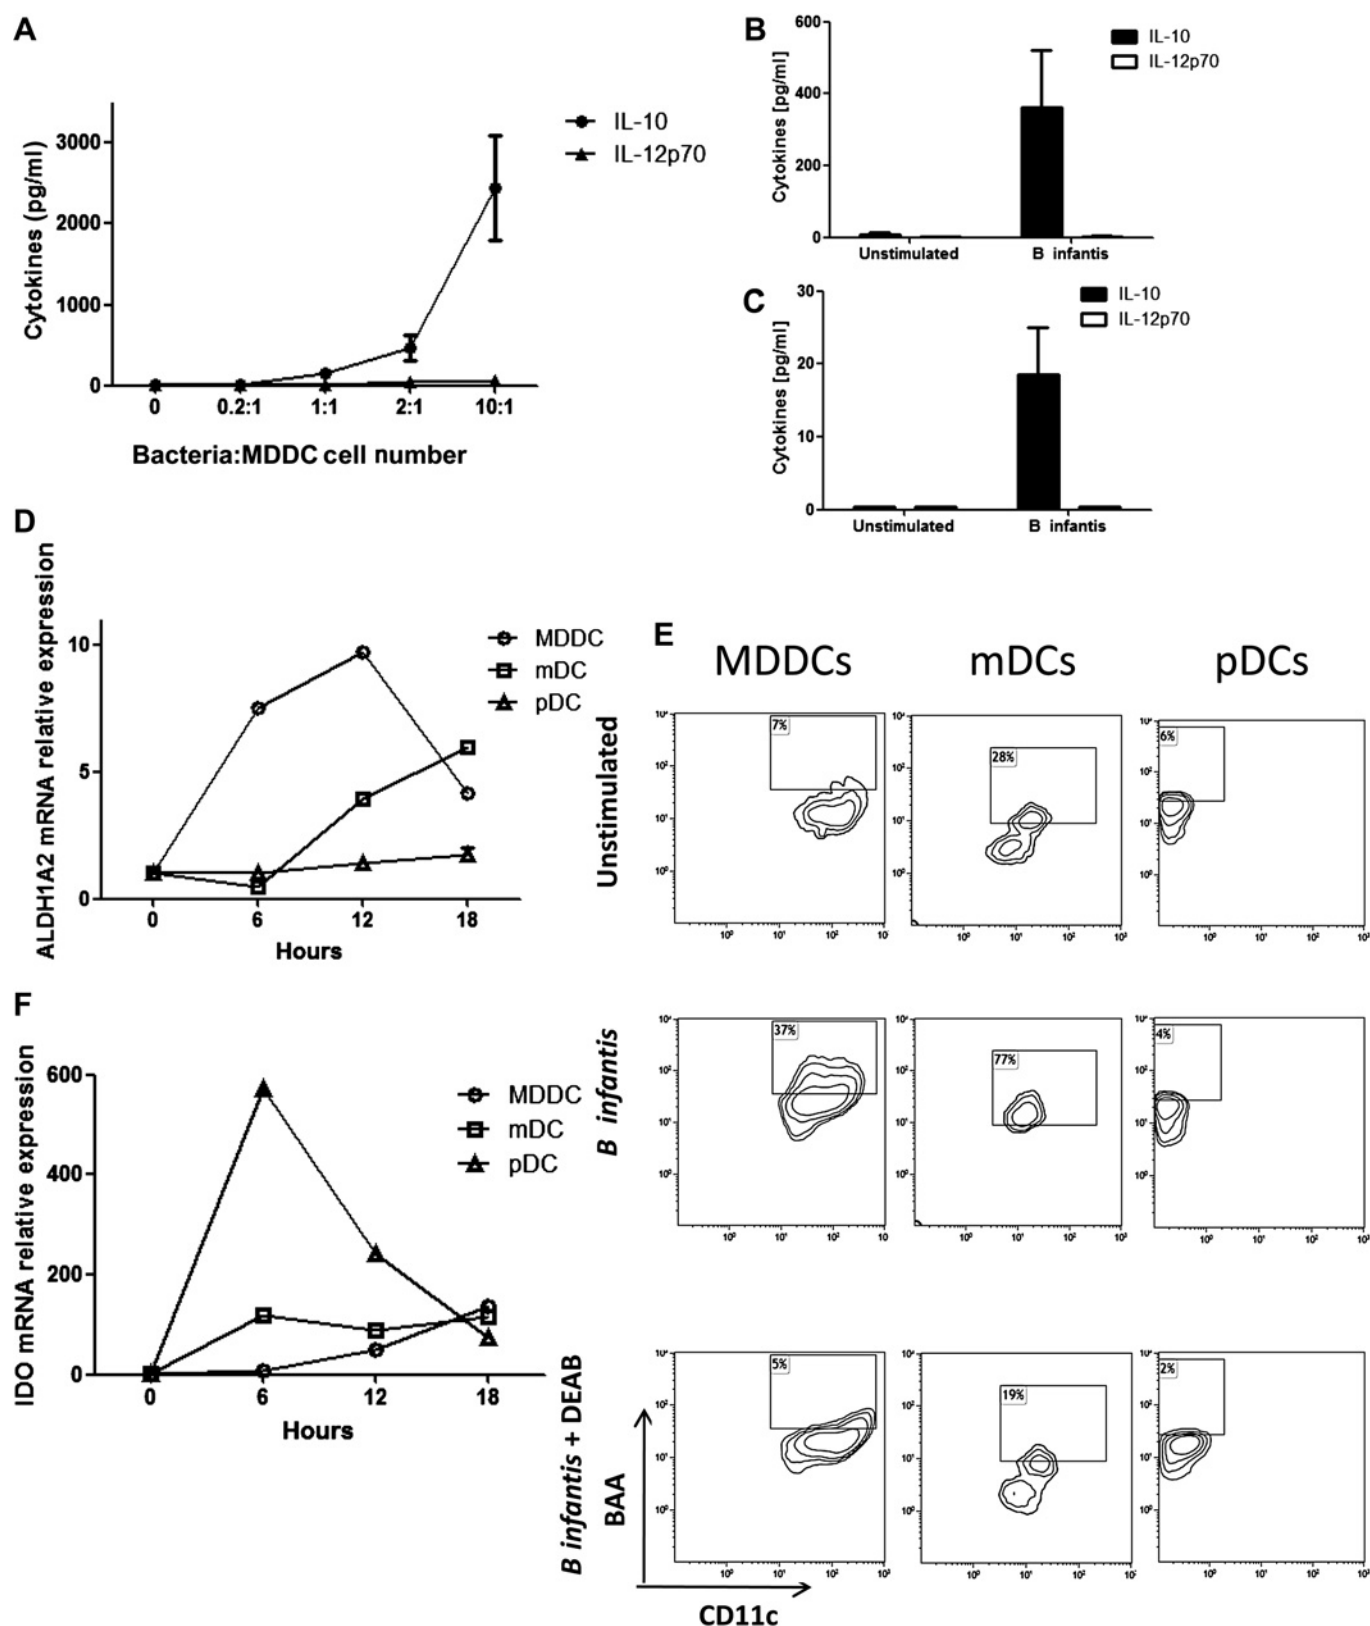 A
Cytokines (pg/ml)
3000
2000
1000
0
0 0.2:1 1:1 2:1 10:1
Bacteria:MDDC cell number
IL-10
IL-12p70
B
Cytokines [pg/ml]
600
400
200
0
Unstimulated B infantis
IL-10
IL-12p70
C
Cytokines [pg/ml]
30
20
10
0
Unstimulated B infantis
IL-10
IL-12p70
D
ALDH1A2 mRNA relative expression
10
5
0
0 6 12 18
Hours
MDDC
mDC
pDC
E
MDDCs mDCs pDCs
Unstimulated
7%
28%
6%
B infantis
37%
77%
4%
B infantis + DEAB
5%
19%
2%
BAA
CD11c
F
IDO mRNA relative expression
600
400
200
0
0 6 12 18
Hours
MDDC
mDC
pDC